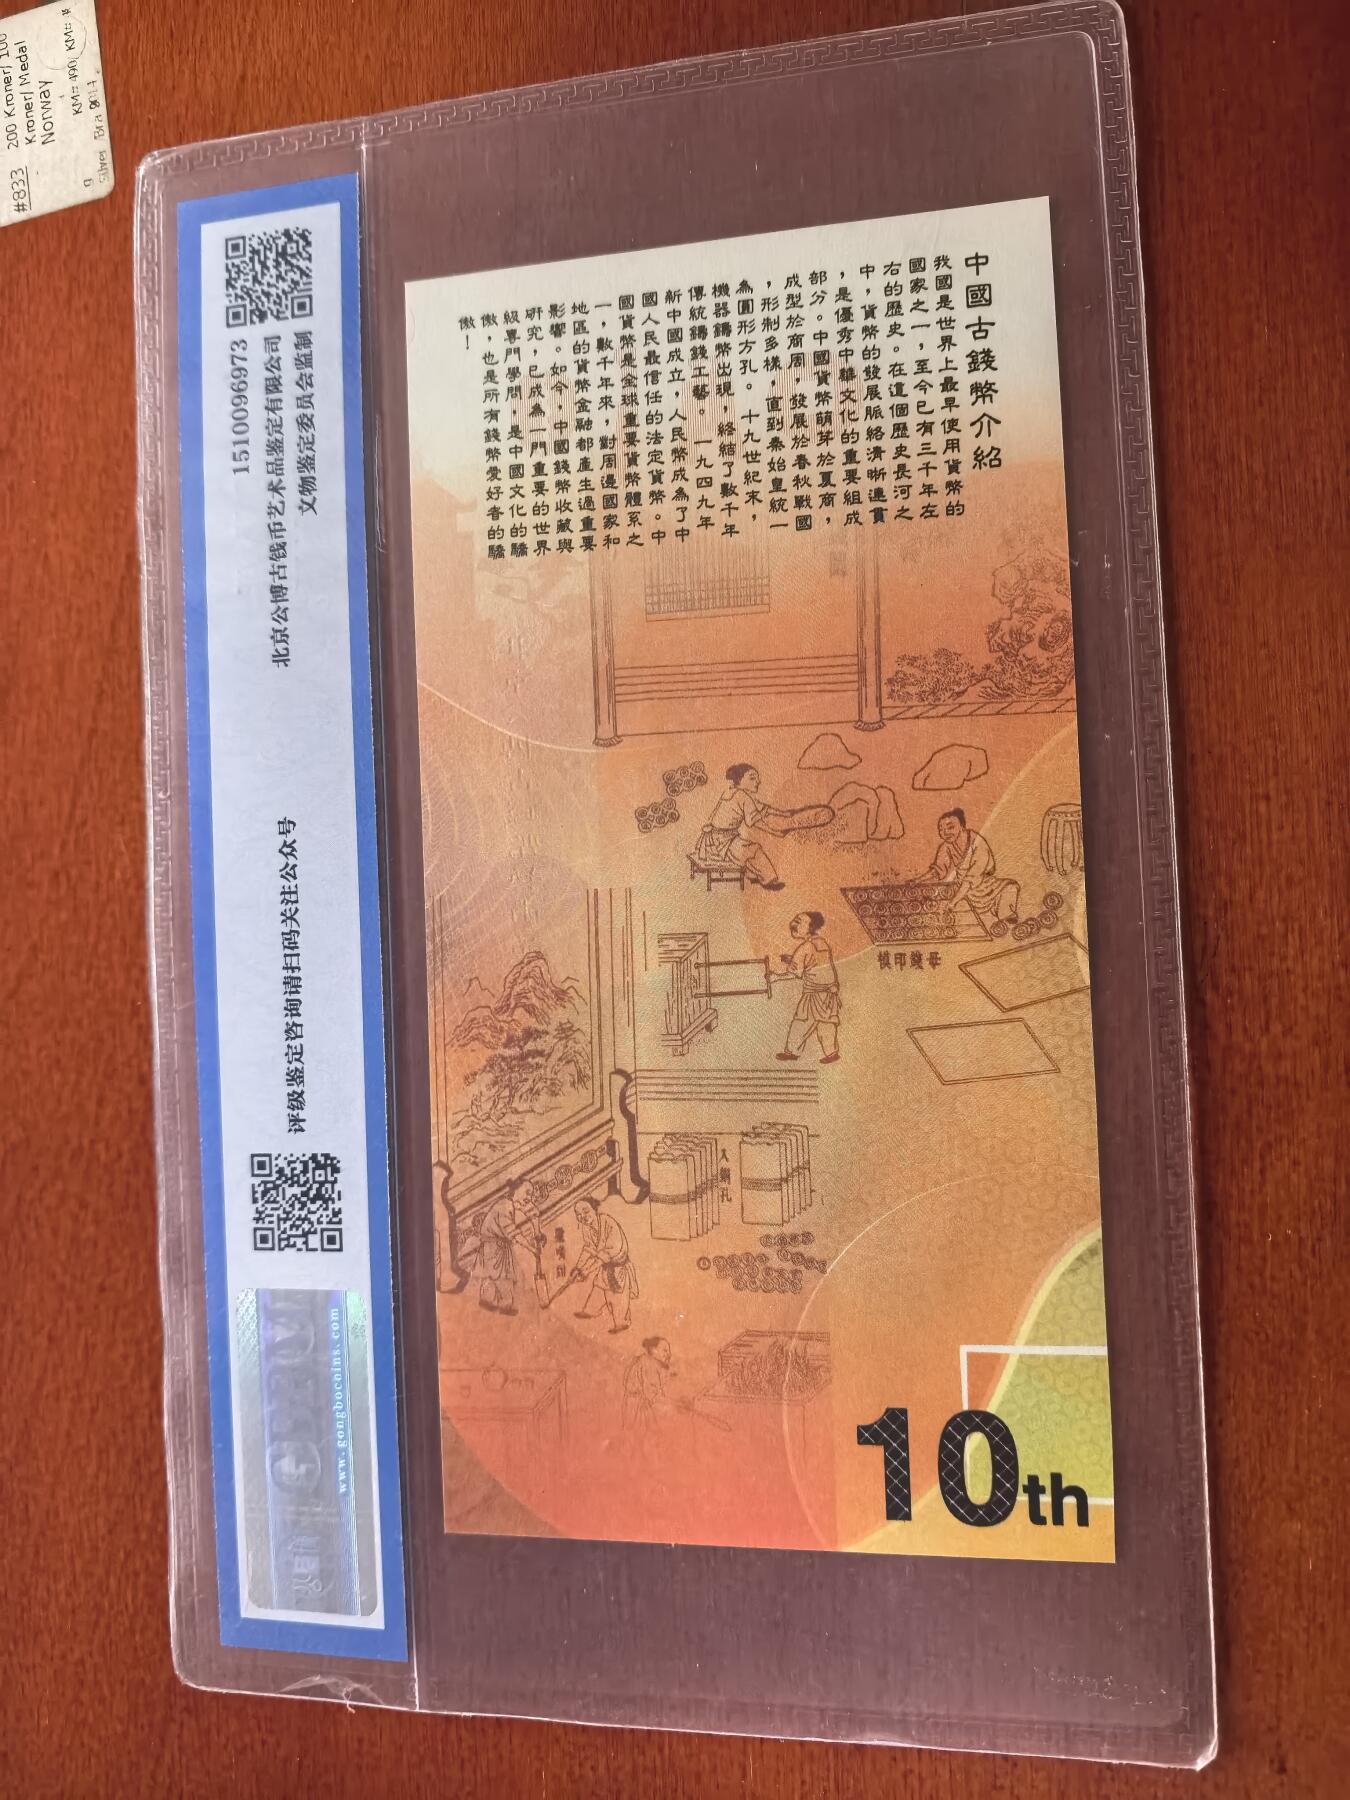 #833 200 Kroner/ 100
Kroner/ Medal
Norway
KM# 490, KM#
Silver
1510096973
北京公博古钱币艺术品鉴定有限公司
文物鉴定委员会监制
评级鉴定咨询请扫码关注公众号
www.gongbocoins.com
中國古錢幣介紹
我國是世界上最早使用貨幣的
國家之一，至今已有三千年左
右的歷史。在這個歷史長河之
中，貨幣的發展脈絡清晰連貫
，是優秀中華文化的重要組成
部分。中國貨幣萌芽於夏商，
成型於商周，發展於春秋戰國
，形制多樣，直到秦始皇統一
為圓形方孔。十九世紀末，
機器鑄幣出現，終結了數千年
傳統鑄錢工藝。一九四九年
新中國成立，人民幣成為了中
國人民最信任的法定貨幣。中
國貨幣是全球重要貨幣體系之
一，數千年來，對周邊國家和
地區的貨幣金融都產生過重要
影響。如今，中國錢幣收藏與
研究，已成為一門重要的世界
級專門學問，是中國文化的驕
傲，也是所有錢幣愛好者的驕
傲！
模印錢母
10th